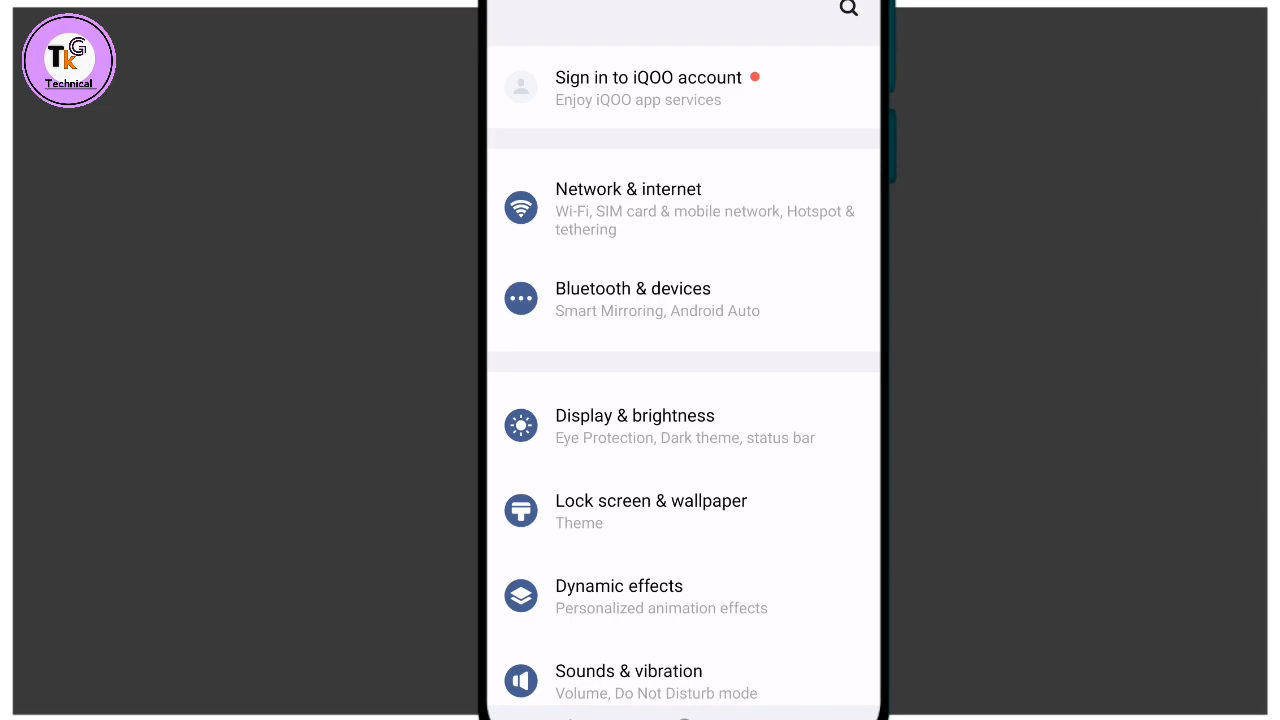 TKG
Technical
Sign in to iQOO account
Enjoy iQOO app services
Network & internet
Wi-Fi, SIM card & mobile network, Hotspot &
tethering
Bluetooth & devices
Smart Mirroring, Android Auto
Display & brightness
Eye Protection, Dark theme, status bar
Lock screen & wallpaper
Theme
Dynamic effects
Personalized animation effects
Sounds & vibration
Volume, Do Not Disturb mode